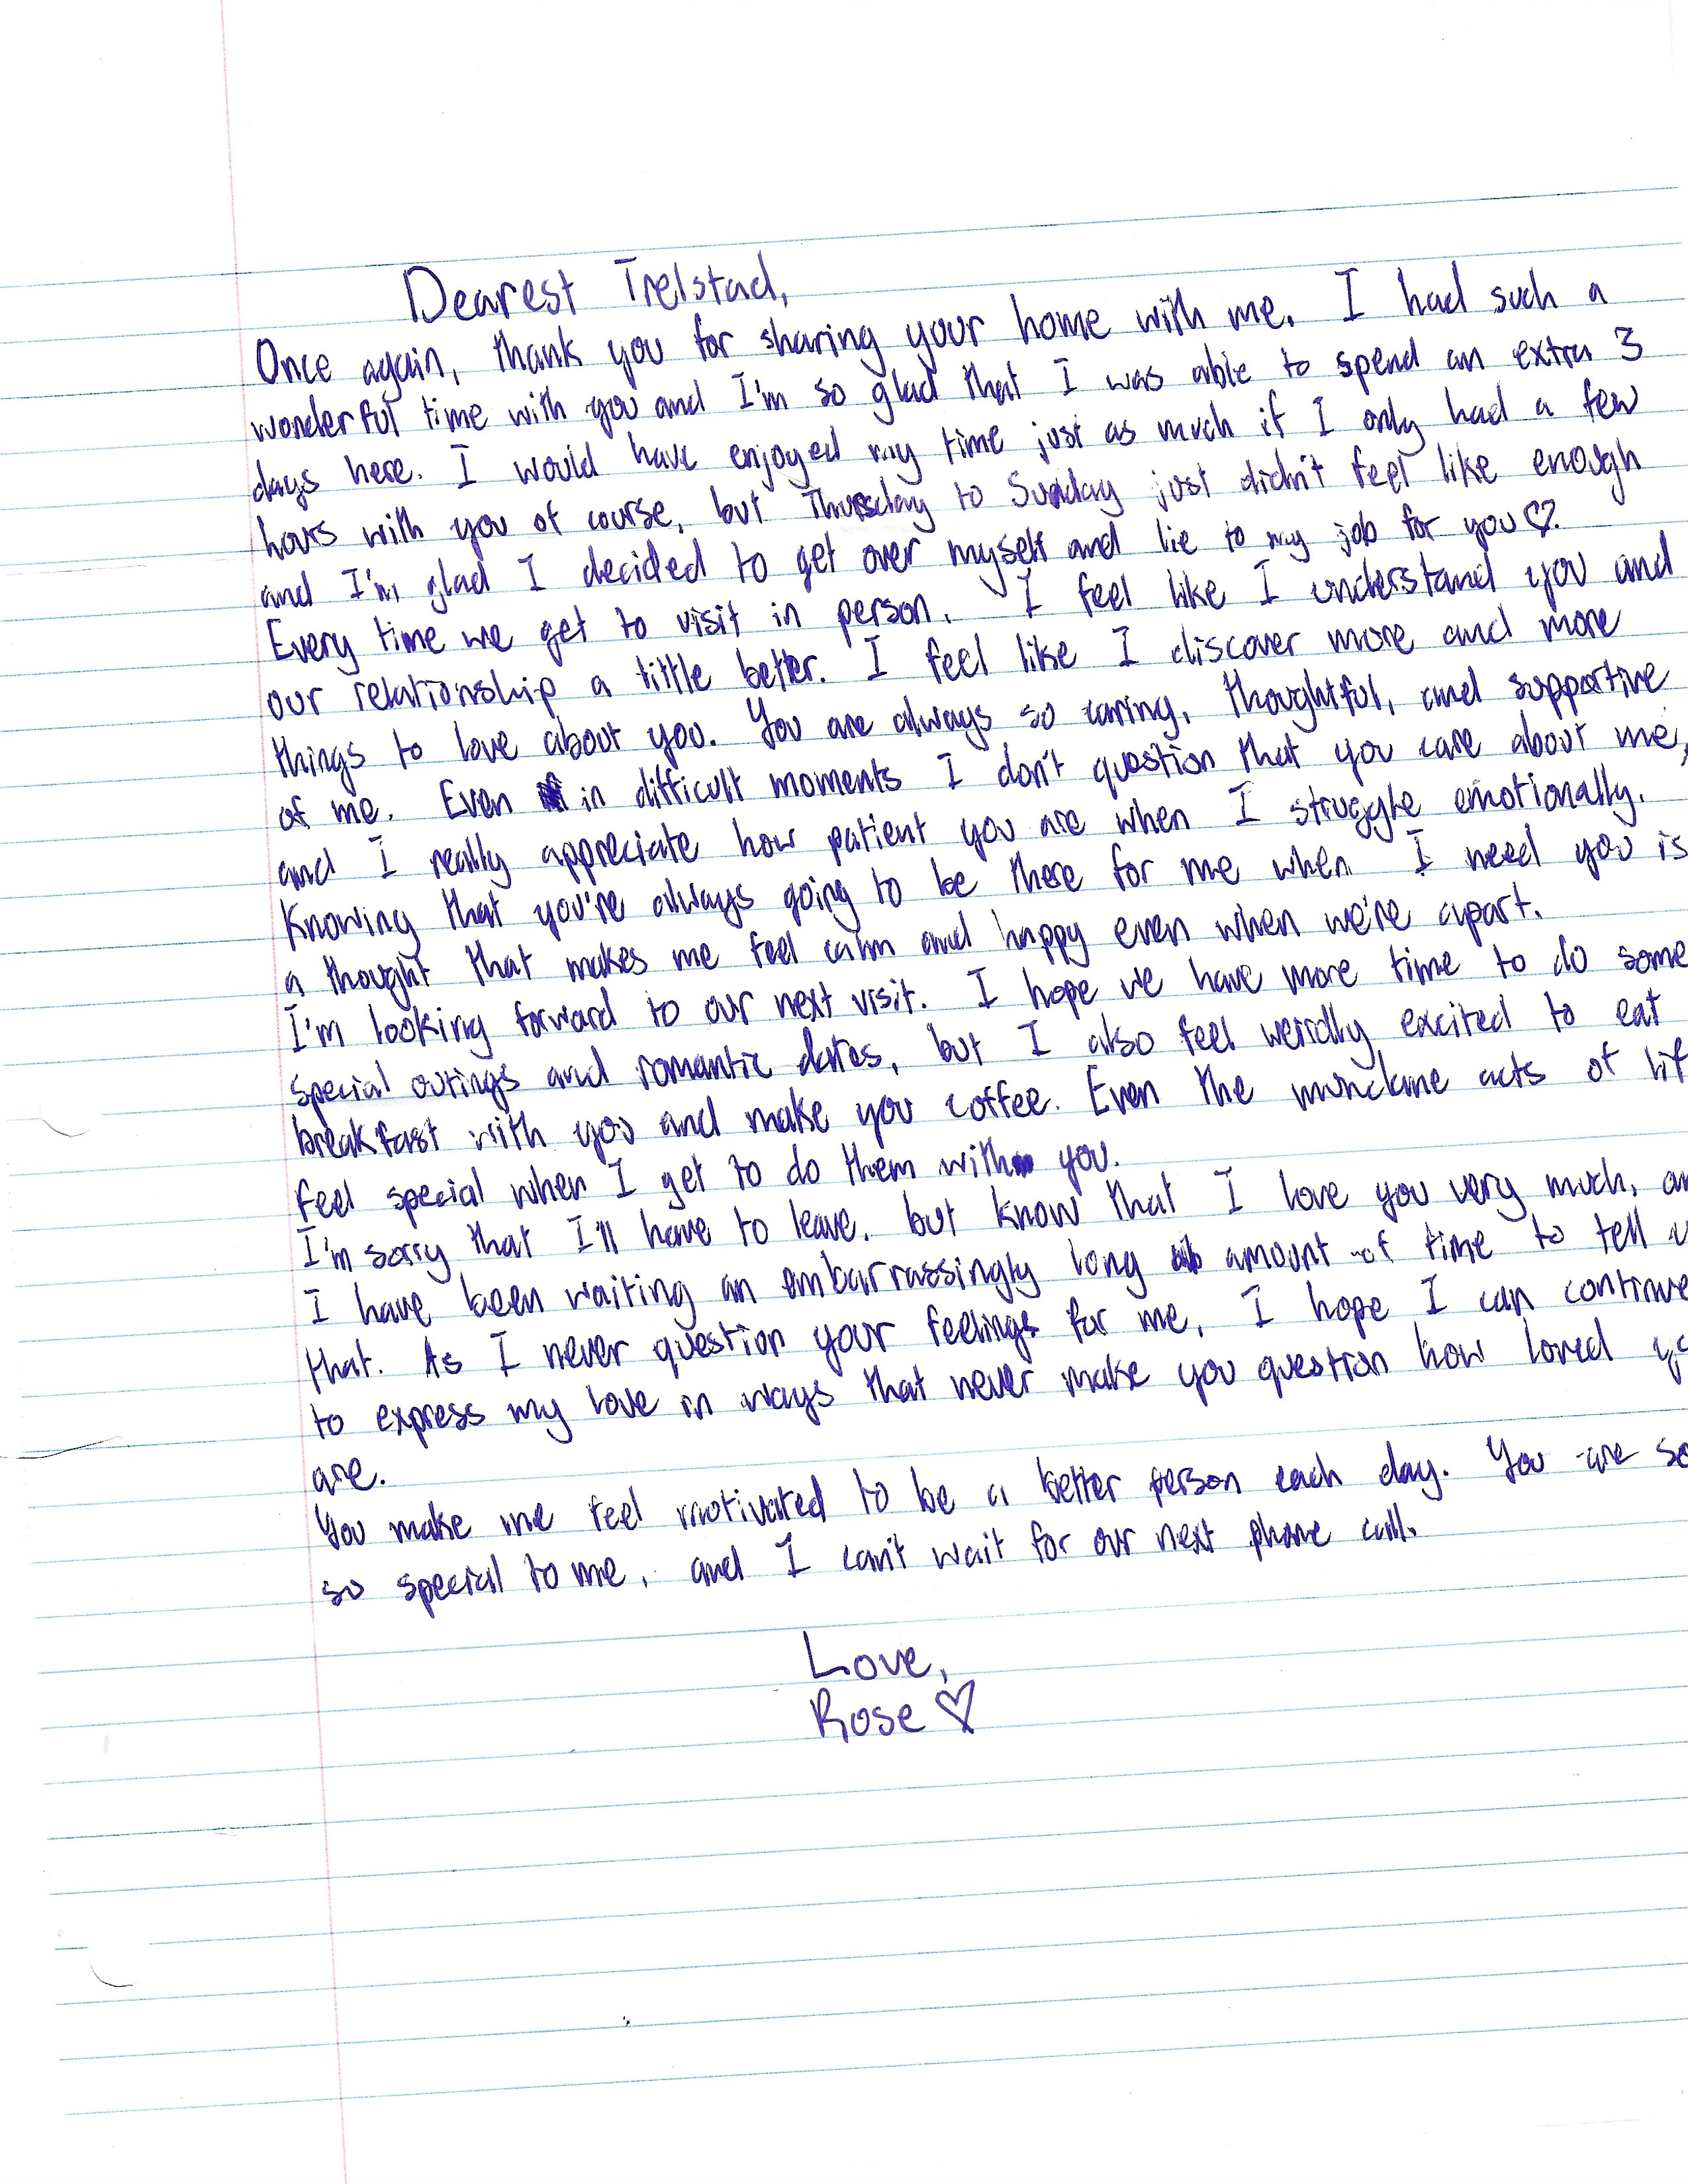 Dearest Trelstad,
Once again, thank you for sharing your home with me. I had such a
wonderful time with you and I'm so glad that I was able to spend an extra 3
days here. I would have enjoyed my time just as much if I only had a few
hours with you of course, but Thursday to Sunday just didn't feel like enough
and I'm glad I decided to get over myself and lie to my job for you♡.
Every time we get to visit in person, I feel like I understand you and
our relationship a little better. I feel like I discover more and more
things to love about you. You are always so caring, thoughtful, and supportive
of me. Even in difficult moments I don't question that you care about me,
and I really appreciate how patient you are when I struggle emotionally.
Knowing that you're always going to be there for me when I need you is
a thought that makes me feel calm and happy even when we're apart.
I'm looking forward to our next visit. I hope we have more time to do some
special outings and romantic dates, but I also feel weirdly excited to eat
breakfast with you and make you coffee. Even the mundane acts of lif
feel special when I get to do them with you.
I'm sorry that I'll have to leave, but know that I love you very much, an
I have been waiting an embarrassingly long amount of time to tell y
that. As I never question your feelings for me, I hope I can continue
to express my love in ways that never make you question how loved yo
are.
You make me feel motivated to be a better person each day. You are so
so special to me, and I can't wait for our next phone call.
Love,
Rose ♡